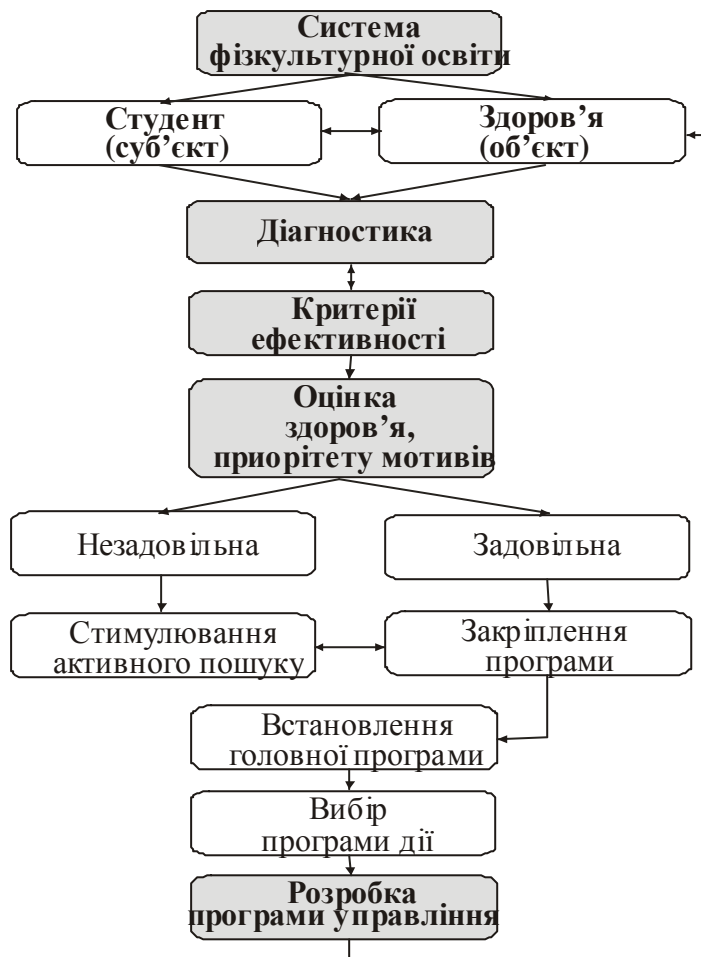 Система
фізкультурної освіти
Студент
(суб’єкт)
Здоров’я
(об’єкт)
Діагностика
Критерії
ефективності
Оцінка
здоров’я,
приорітету мотивів
Незадовільна
Задовільна
Стимулювання
активного пошуку
Закріплення
програми
Встановлення
головної програми
Вибір
програми дії
Розробка
програми управління